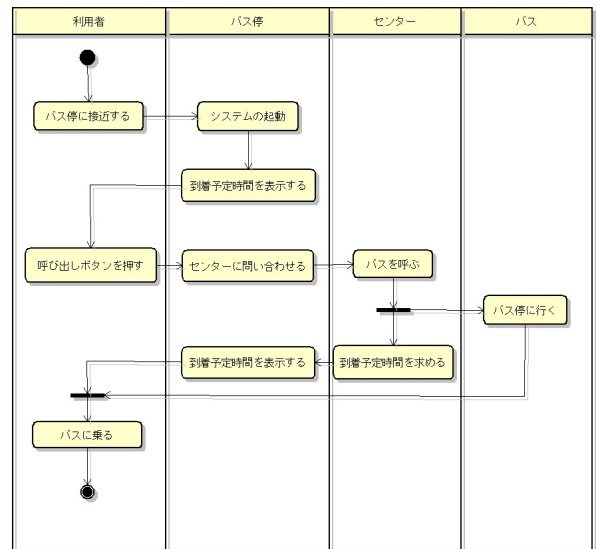 利用者
バス停
センター
バス
バス停に接近する
システムの起動
到着予定時間を表示する
呼び出しボタンを押す
センターに問い合わせる
バスを呼ぶ
バス停に行く
到着予定時間を表示する
到着予定時間を求める
バスに乗る